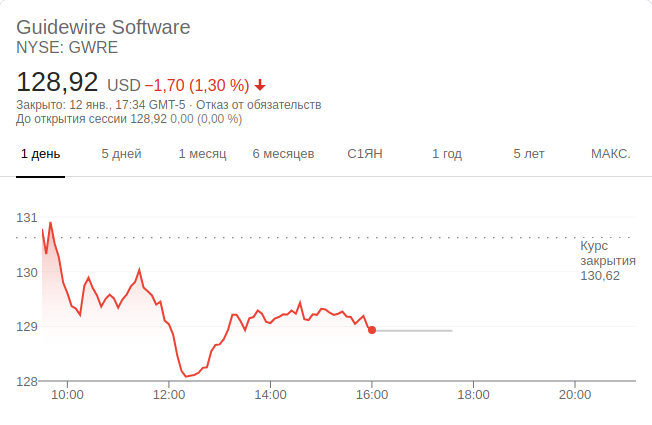 Guidewire Software
NYSE: GWRE
128,92 USD −1,70 (1,30 %)
Закрыто: 12 янв., 17:34 GMT-5 · Отказ от обязательств
До открытия сессии 128,92 0,00 (0,00 %)
1 день 5 дней 1 месяц 6 месяцев С1ЯН 1 год 5 лет МАКС.
131
Курс
закрытия
130,62
130
129
128
10:00 12:00 14:00 16:00 18:00 20:00